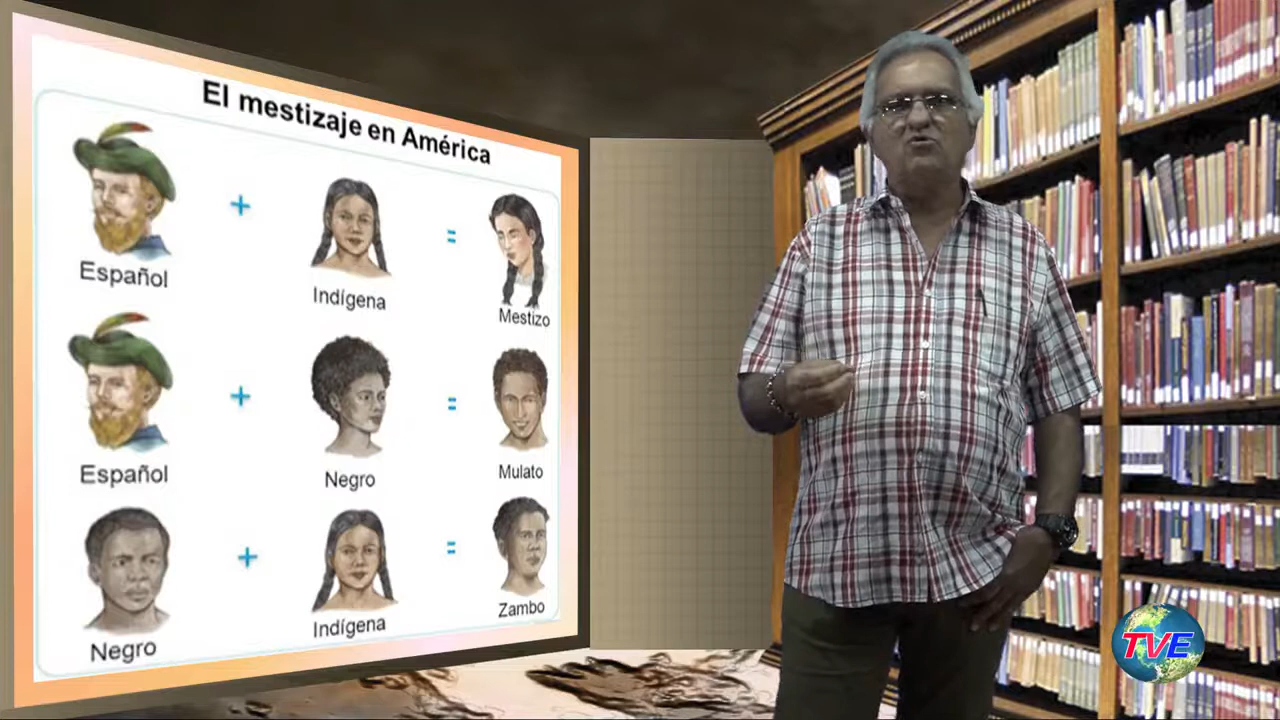 El mestizaje en América
Español + Indígena = Mestizo
Español + Negro = Mulato
Negro + Indígena = Zambo
TVE